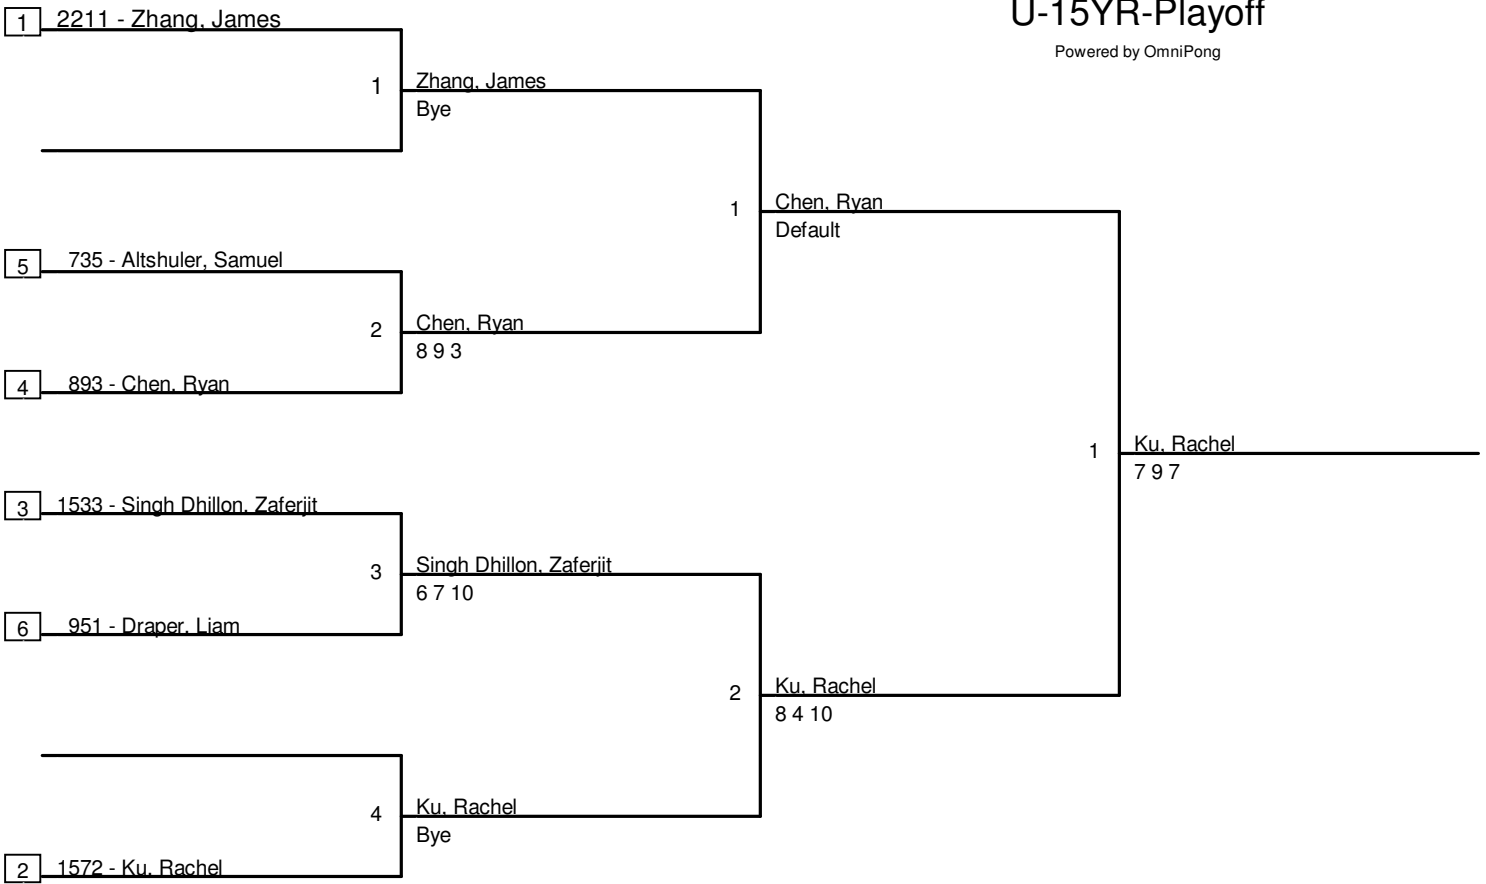 U-15YR-Playoff
Powered by OmniPong
1 2211 - Zhang, James
1 Zhang, James
Bye
1 Chen, Ryan
Default
5 735 - Altshuler, Samuel
2 Chen, Ryan
8 9 3
4 893 - Chen, Ryan
1 Ku, Rachel
7 9 7
3 1533 - Singh Dhillon, Zaferjit
3 Singh Dhillon, Zaferjit
6 7 10
6 951 - Draper, Liam
2 Ku, Rachel
8 4 10
4 Ku, Rachel
Bye
2 1572 - Ku, Rachel